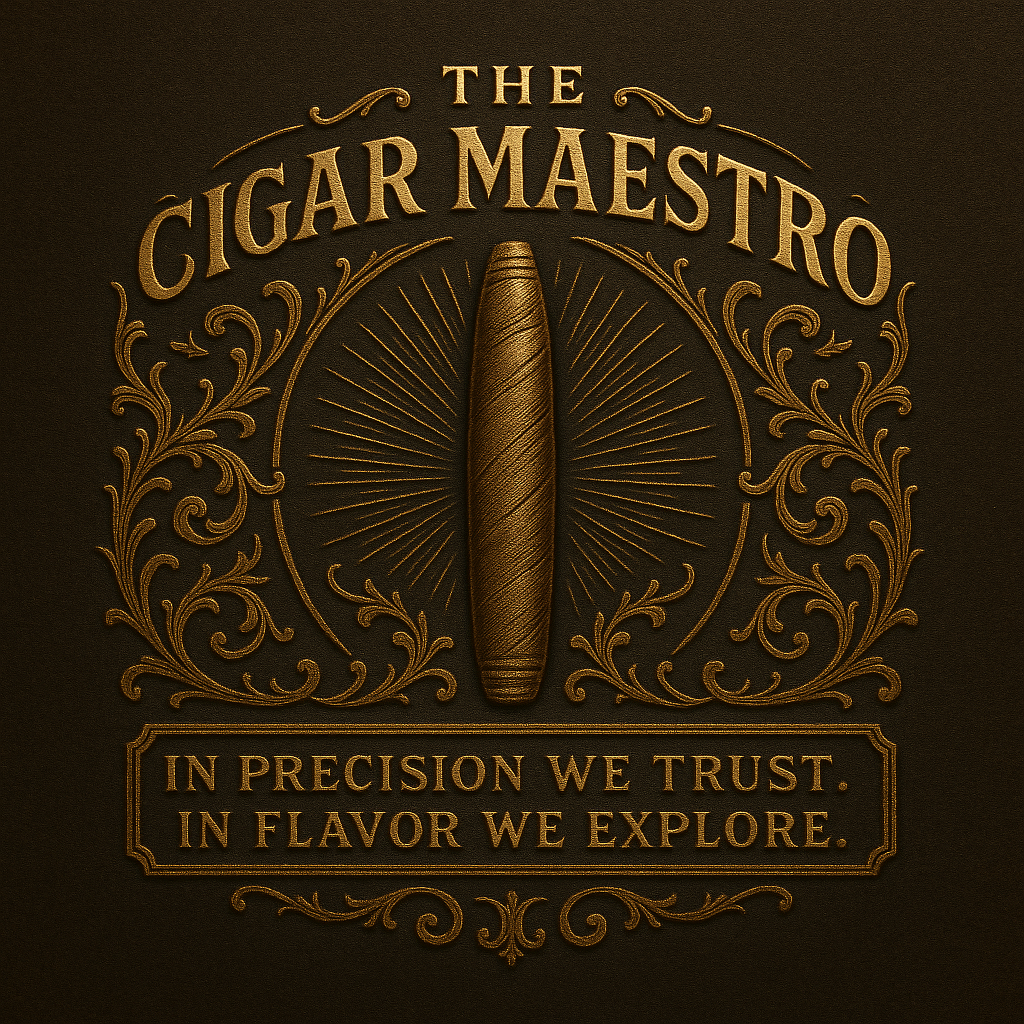 THE
CIGAR MAESTRO
IN PRECISION WE TRUST.
IN FLAVOR WE EXPLORE.